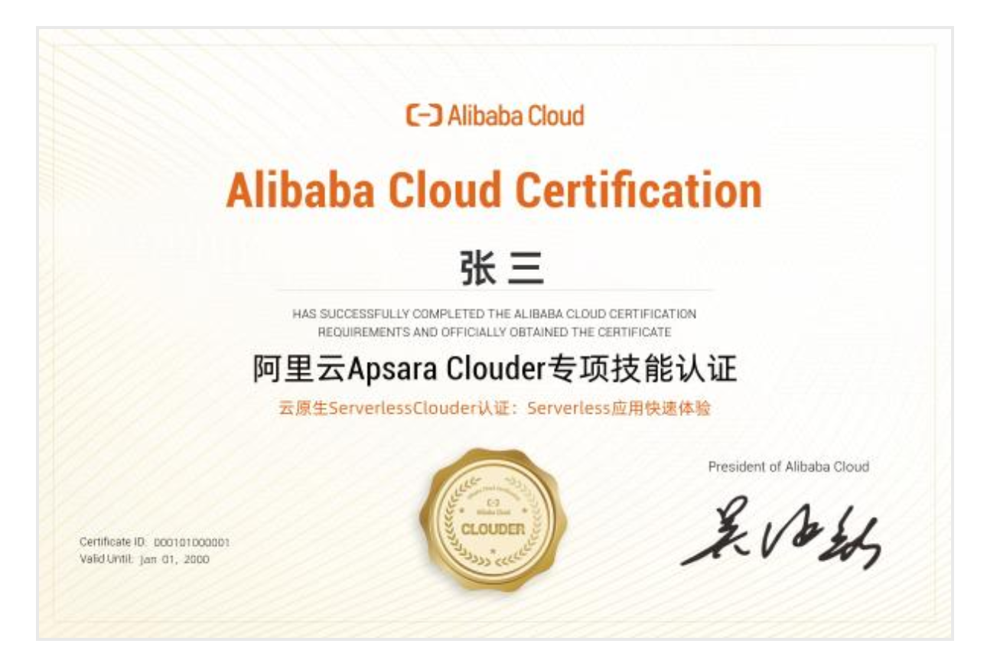 Alibaba Cloud
Alibaba Cloud Certification
张 三
HAS SUCCESSFULLY COMPLETED THE ALIBABA CLOUD CERTIFICATION
REQUIREMENTS AND OFFICIALLY OBTAINED THE CERTIFICATE
阿里云Apsara Clouder专项技能认证
云原生ServerlessClouder认证：Serverless应用快速体验
President of Alibaba Cloud
Alibaba Cloud
CLOUDER
Certificate ID: 000101000001
Valid Until: Jan 01, 2000